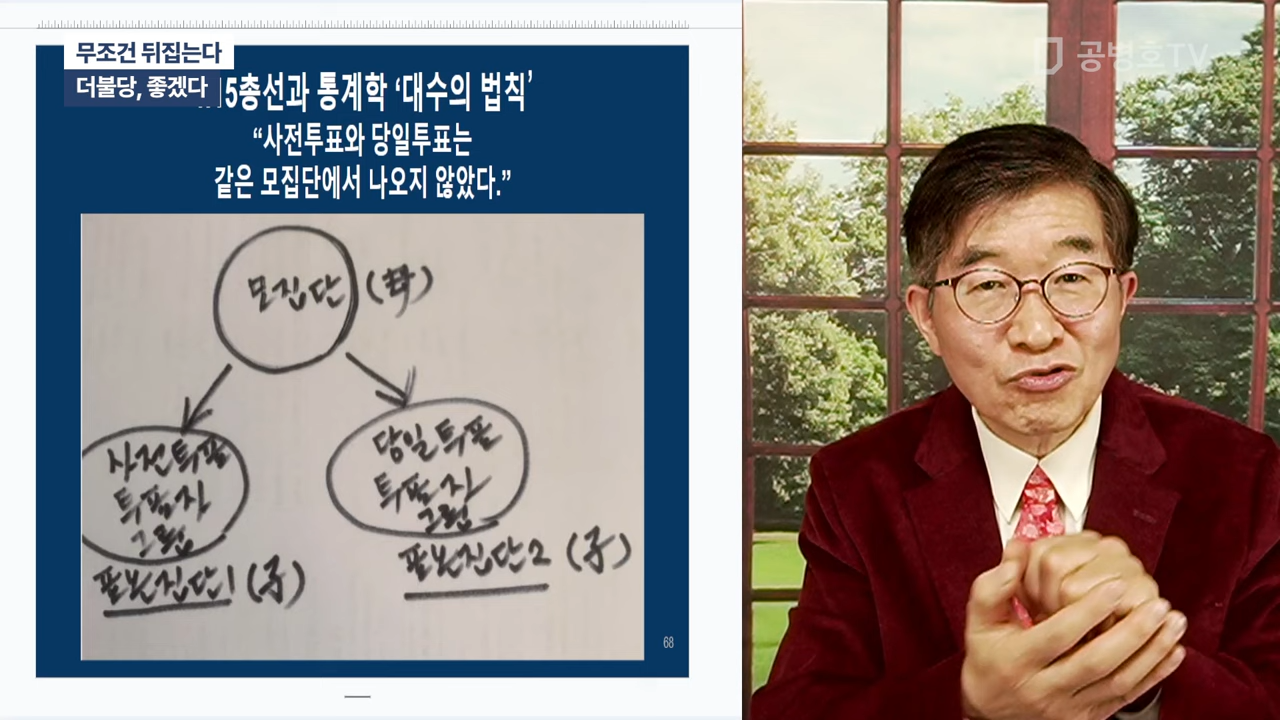 무조건 뒤집는다
더불당, 좋겠다
15총선과 통계학 ‘대수의 법칙’
“사전투표와 당일투표는
같은 모집단에서 나오지 않았다.”
모집단 (母)
사전투표
투표자
그룹
표본집단1 (子)
당일투표
투표자
그룹
표본집단2 (子)
68
공병호TV